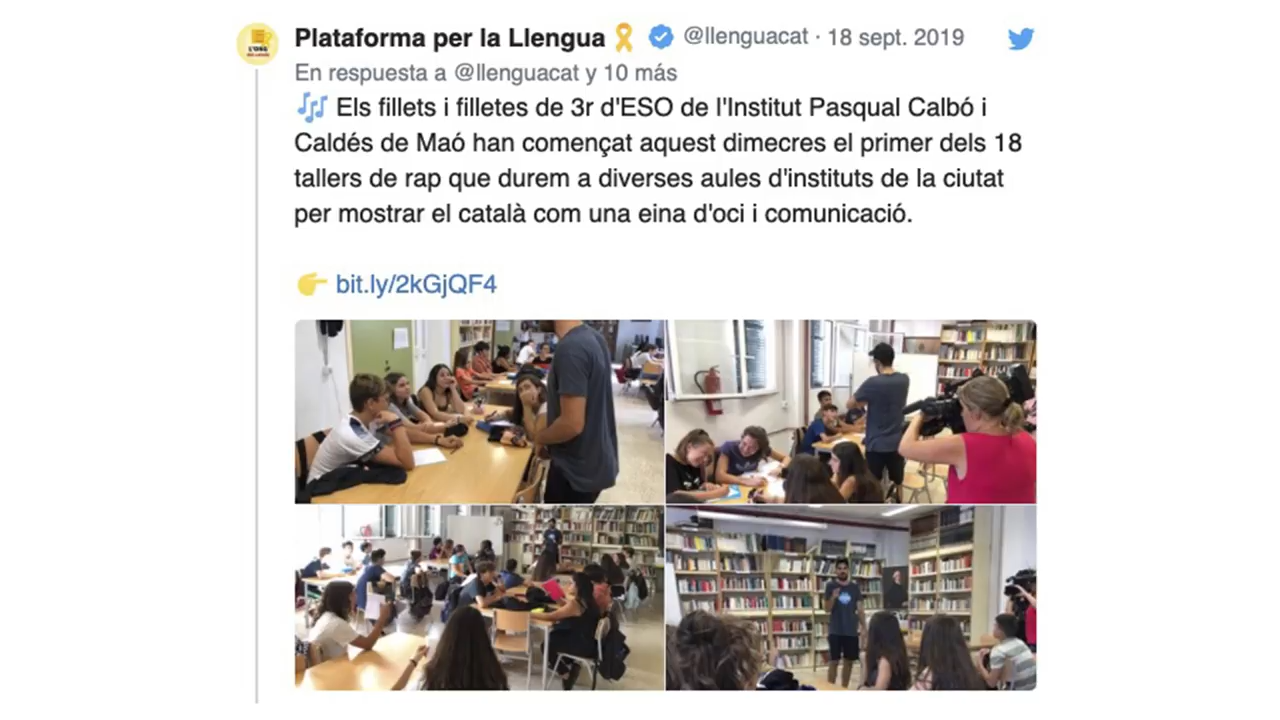 Plataforma per la Llengua 🎗️ @llenguacat · 18 sept. 2019
En respuesta a @llenguacat y 10 más
🎶 Els fillets i filletes de 3r d'ESO de l'Institut Pasqual Calbó i
Caldés de Maó han començat aquest dimecres el primer dels 18
tallers de rap que durem a diverses aules d'instituts de la ciutat
per mostrar el català com una eina d'oci i comunicació.
👉 bit.ly/2kGjQF4